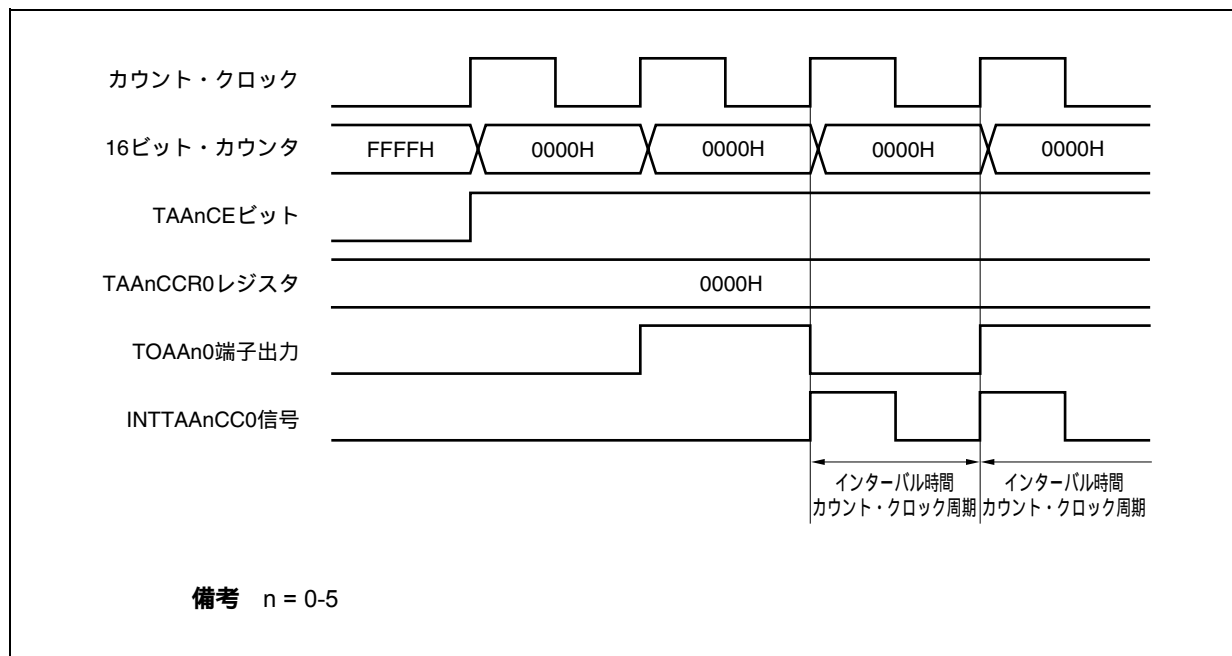 カウント・クロック
16ビット・カウンタ
FFFFH
0000H
0000H
0000H
0000H
TAAnCEビット
TAAnCCR0レジスタ
0000H
TOAAn0端子出力
INTTAAnCC0信号
インターバル時間
カウント・クロック周期
インターバル時間
カウント・クロック周期
備考 n = 0-5